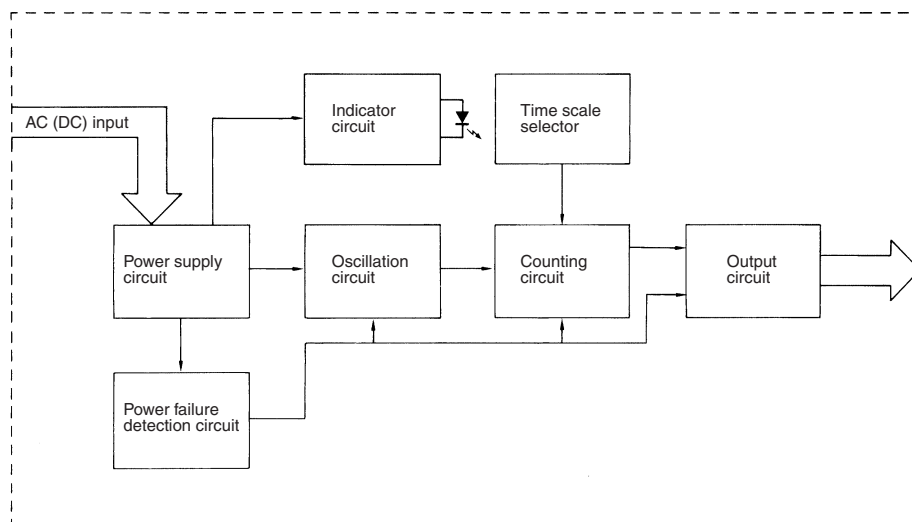 AC (DC) input
Indicator
circuit
Time scale
selector
Power supply
circuit
Oscillation
circuit
Counting
circuit
Output
circuit
Power failure
detection circuit